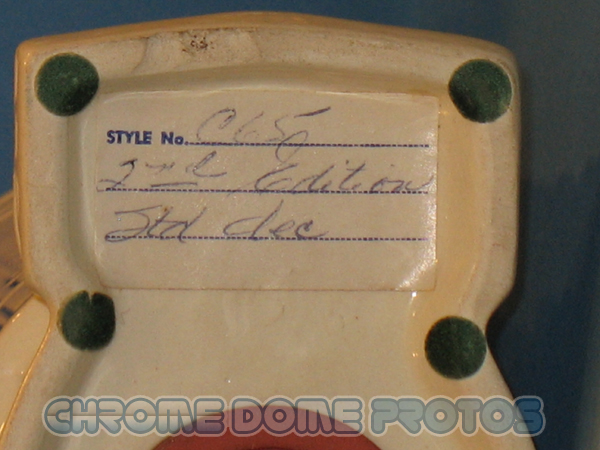 STYLE No. C65
2nd Edition
Std dec
CHROME DOME PROTOS